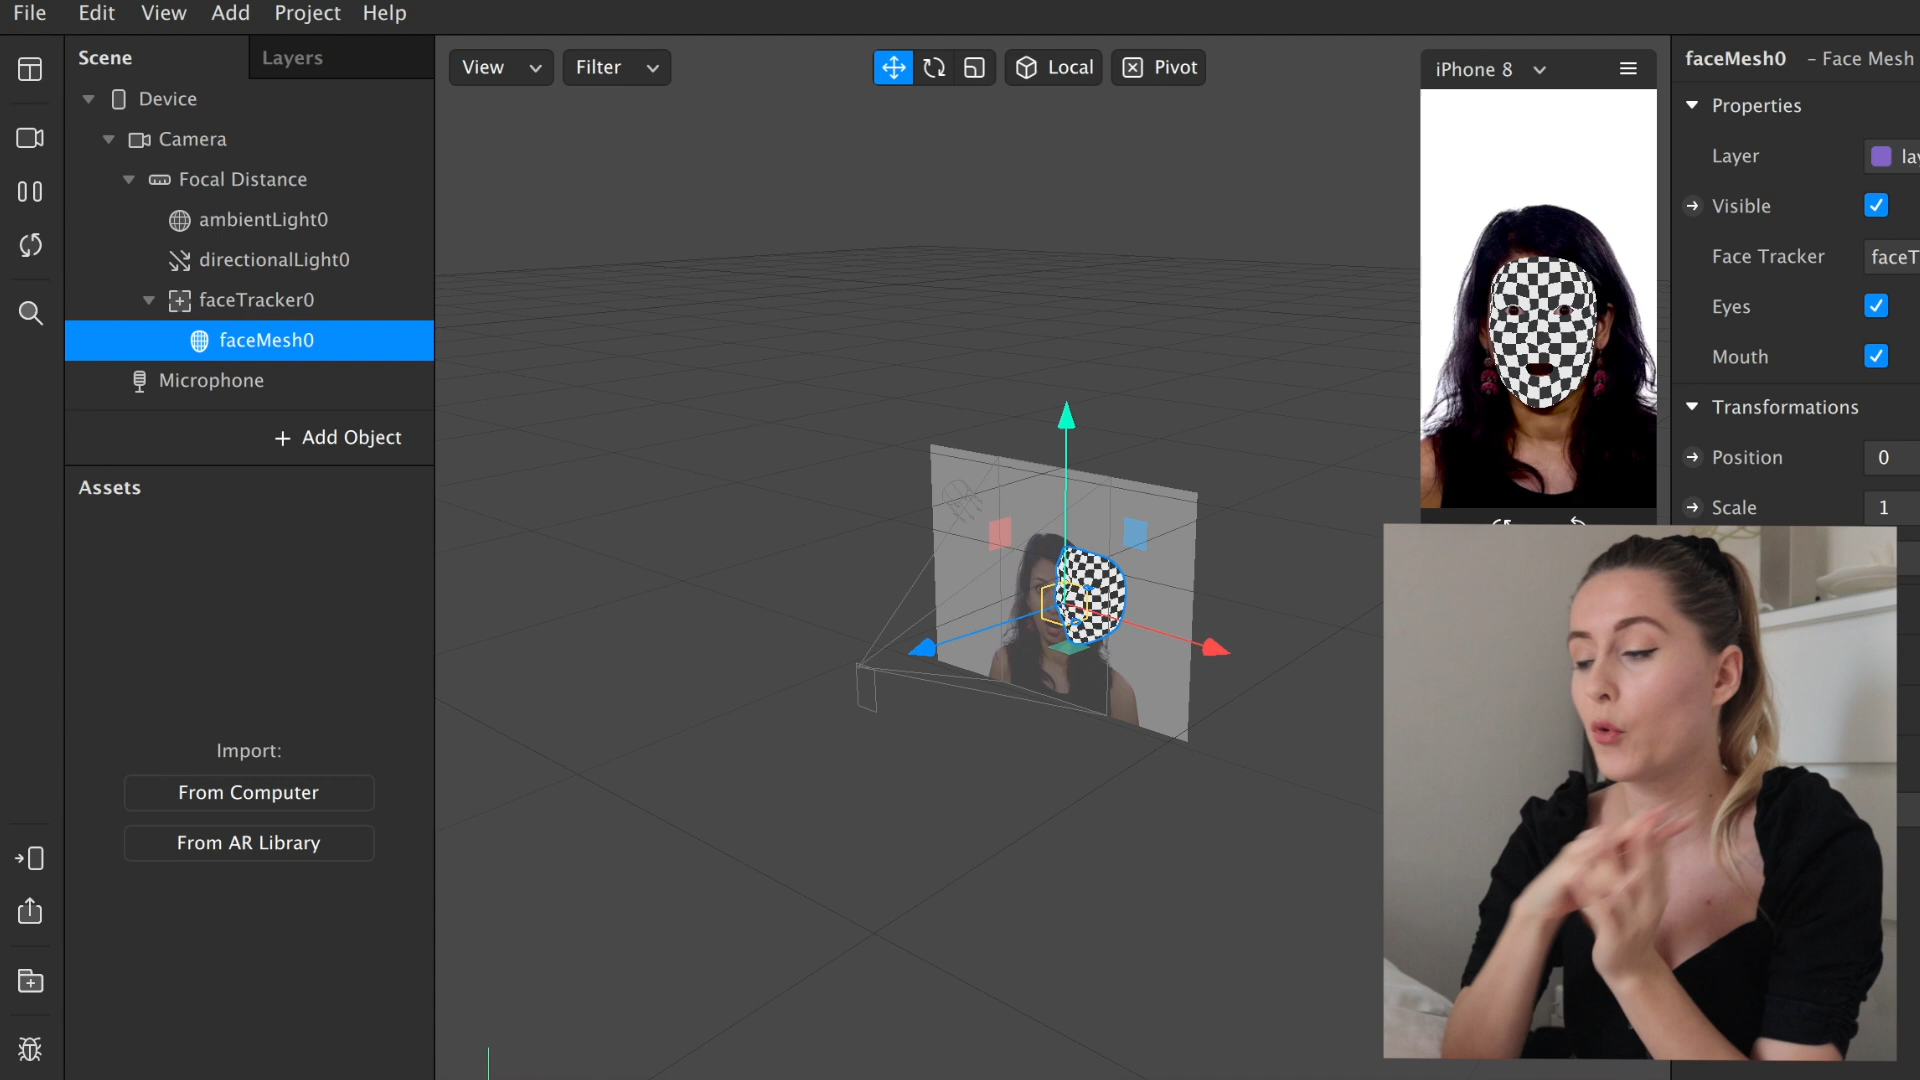 File Edit View Add Project Help
Scene Layers
Device
Camera
Focal Distance
ambientLight0
directionalLight0
faceTracker0
faceMesh0
Microphone
+ Add Object
Assets
Import:
From Computer
From AR Library
View Filter Local Pivot
iPhone 8
faceMesh0 – Face Mesh
Properties
Layer lay
Visible
Face Tracker faceT
Eyes
Mouth
Transformations
Position 0
Scale 1